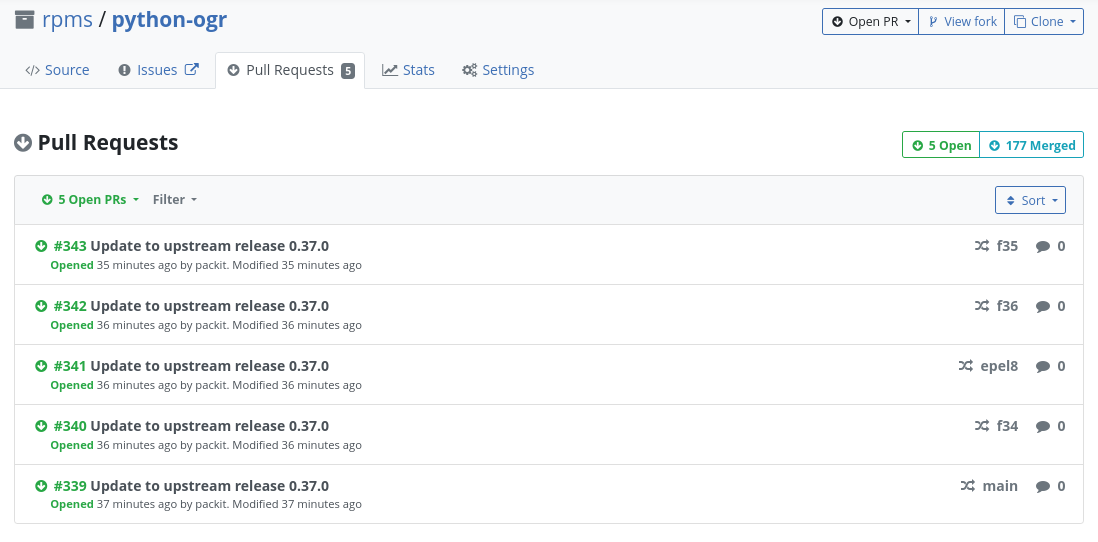 rpms / python-ogr
Open PR View fork Clone
Source Issues Pull Requests 5 Stats Settings
Pull Requests
5 Open 177 Merged
5 Open PRs Filter Sort
#343 Update to upstream release 0.37.0 f35 0
Opened 35 minutes ago by packit. Modified 35 minutes ago
#342 Update to upstream release 0.37.0 f36 0
Opened 36 minutes ago by packit. Modified 36 minutes ago
#341 Update to upstream release 0.37.0 epel8 0
Opened 36 minutes ago by packit. Modified 36 minutes ago
#340 Update to upstream release 0.37.0 f34 0
Opened 36 minutes ago by packit. Modified 36 minutes ago
#339 Update to upstream release 0.37.0 main 0
Opened 37 minutes ago by packit. Modified 37 minutes ago